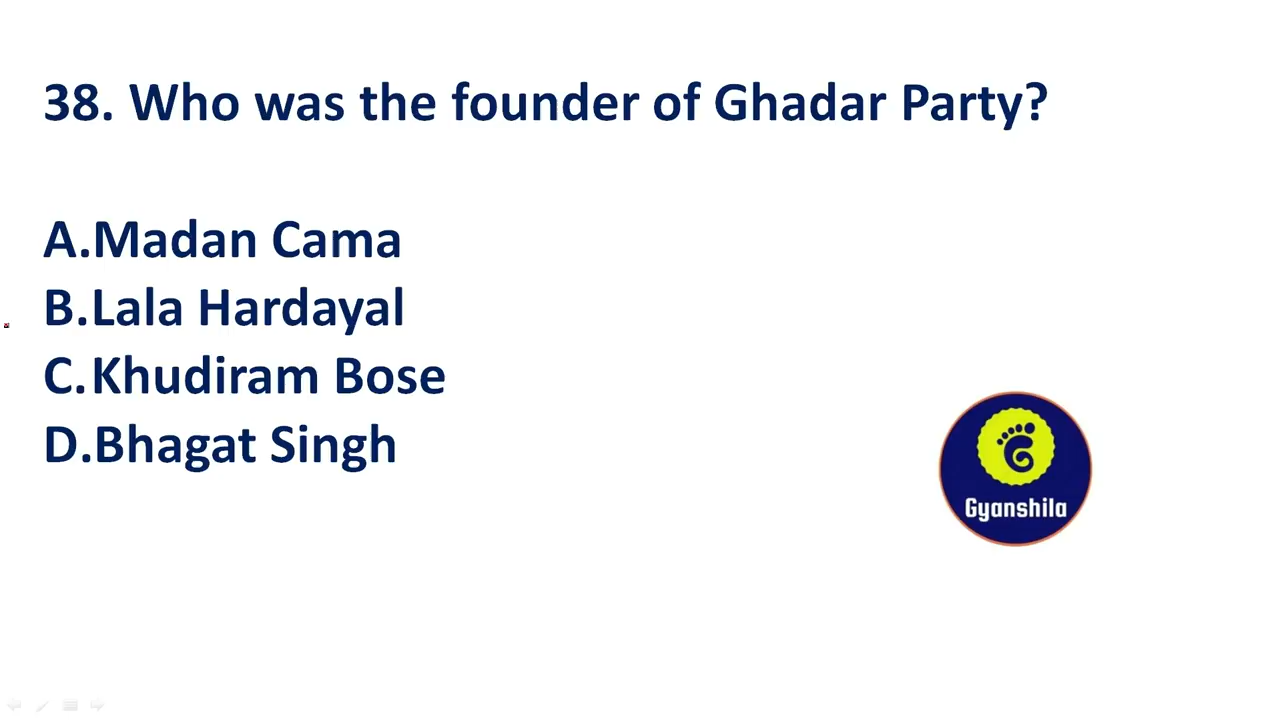 38. Who was the founder of Ghadar Party?
A.Madan Cama
B.Lala Hardayal
C.Khudiram Bose
D.Bhagat Singh
Gyanshila